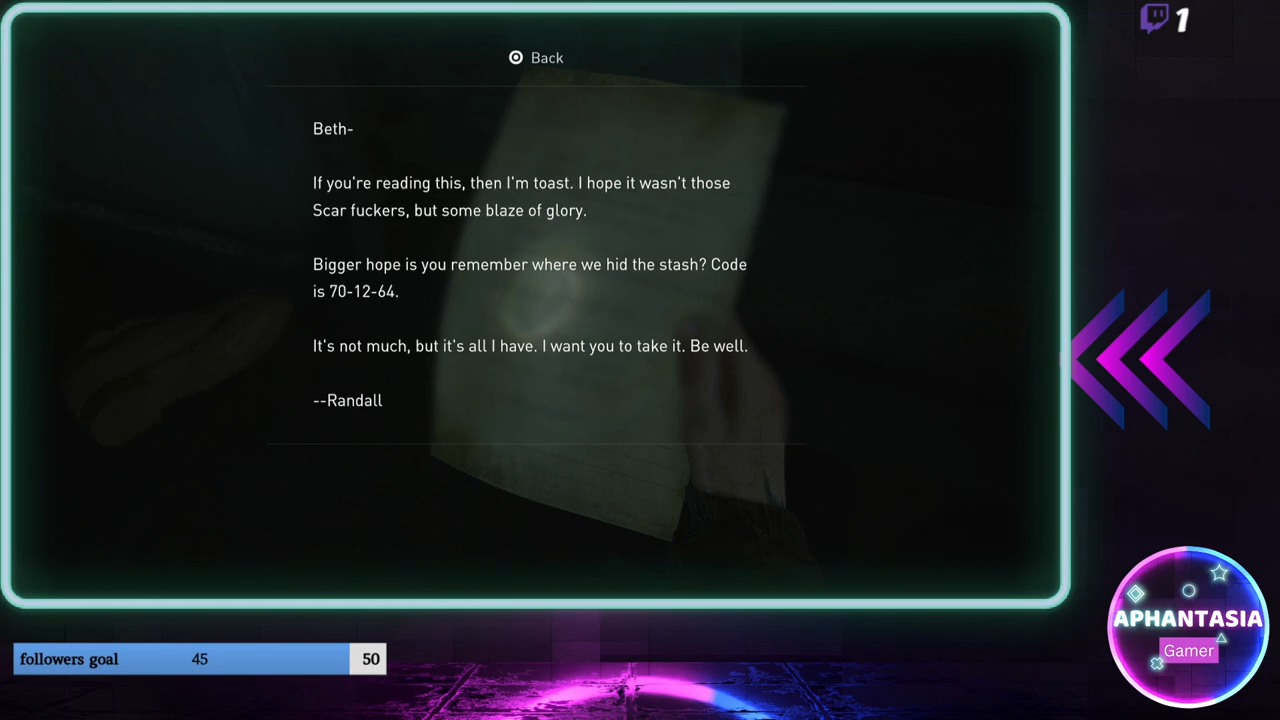 1
Back
Beth-
If you're reading this, then I'm toast. I hope it wasn't those
Scar fuckers, but some blaze of glory.
Bigger hope is you remember where we hid the stash? Code
is 70-12-64.
It's not much, but it's all I have. I want you to take it. Be well.
--Randall
followers goal 45 50
APHANTASIA
Gamer